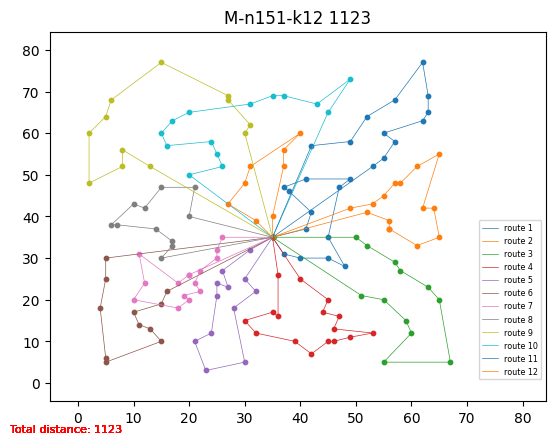 M-n151-k12 1123
80
70
60
50
40
30
20
10
0
route 1
route 2
route 3
route 4
route 5
route 6
route 7
route 8
route 9
route 10
route 11
route 12
0 10 20 30 40 50 60 70 80
Total distance: 1123